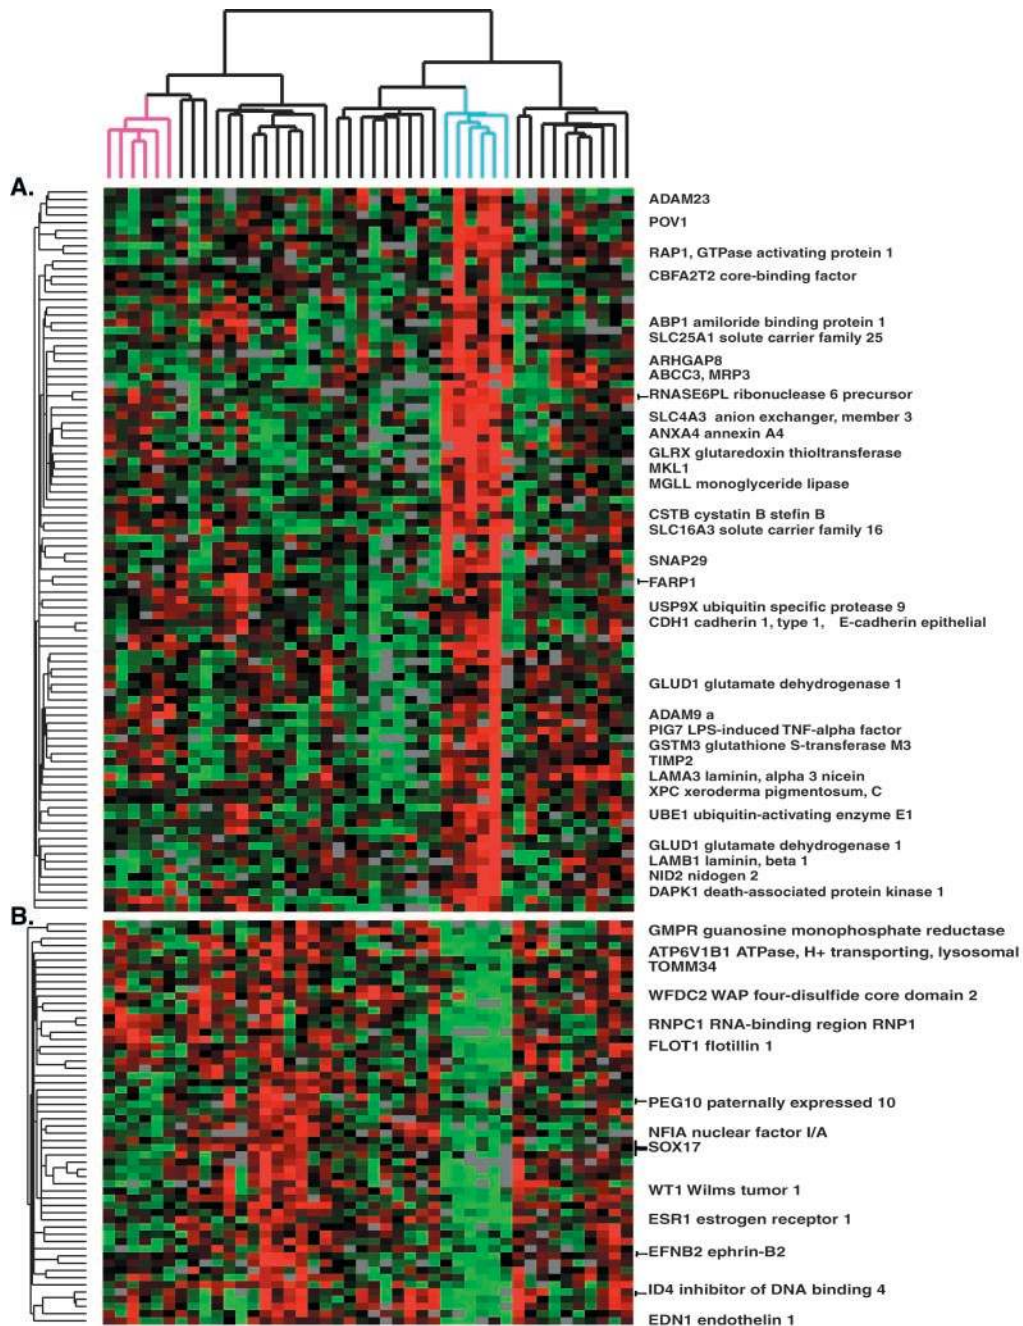 A.
ADAM23
POV1
RAP1, GTPase activating protein 1
CBFA2T2 core-binding factor
ABP1 amiloride binding protein 1
SLC25A1 solute carrier family 25
ARHGAP8
ABCC3, MRP3
RNASE6PL ribonuclease 6 precursor
SLC4A3 anion exchanger, member 3
ANXA4 annexin A4
GLRX glutaredoxin thioltransferase
MKL1
MGLL monoglyceride lipase
CSTB cystatin B stefin B
SLC16A3 solute carrier family 16
SNAP29
FARP1
USP9X ubiquitin specific protease 9
CDH1 cadherin 1, type 1, E-cadherin epithelial
GLUD1 glutamate dehydrogenase 1
ADAM9 a
PIG7 LPS-induced TNF-alpha factor
GSTM3 glutathione S-transferase M3
TIMP2
LAMA3 laminin, alpha 3 nicein
XPC xeroderma pigmentosum, C
UBE1 ubiquitin-activating enzyme E1
GLUD1 glutamate dehydrogenase 1
LAMB1 laminin, beta 1
NID2 nidogen 2
DAPK1 death-associated protein kinase 1
B.
GMPR guanosine monophosphate reductase
ATP6V1B1 ATPase, H+ transporting, lysosomal
TOMM34
WFDC2 WAP four-disulfide core domain 2
RNPC1 RNA-binding region RNP1
FLOT1 flotillin 1
PEG10 paternally expressed 10
NFIA nuclear factor I/A
SOX17
WT1 Wilms tumor 1
ESR1 estrogen receptor 1
EFNB2 ephrin-B2
ID4 inhibitor of DNA binding 4
EDN1 endothelin 1